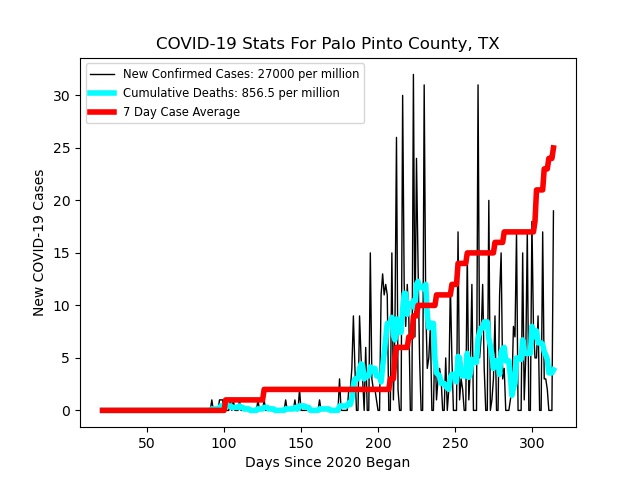 COVID-19 Stats For Palo Pinto County, TX
New Confirmed Cases: 27000 per million
Cumulative Deaths: 856.5 per million
7 Day Case Average
30
25
20
15
10
5
0
New COVID-19 Cases
50 100 150 200 250 300
Days Since 2020 Began